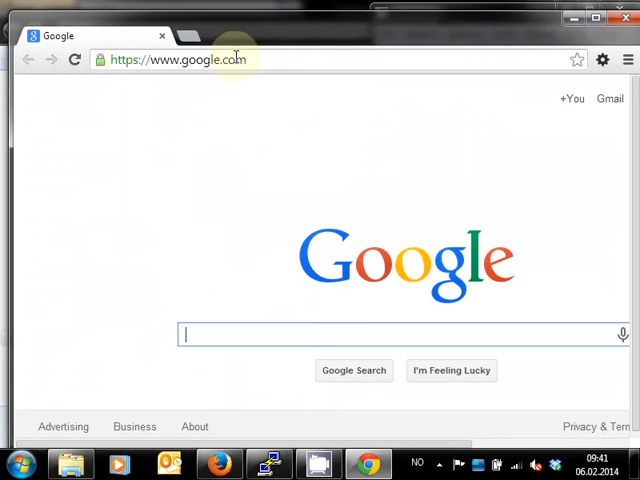 Google
https://www.google.com
+You Gmail
Google
Google Search I'm Feeling Lucky
Advertising Business About Privacy & Term
NO 09:41
06.02.2014